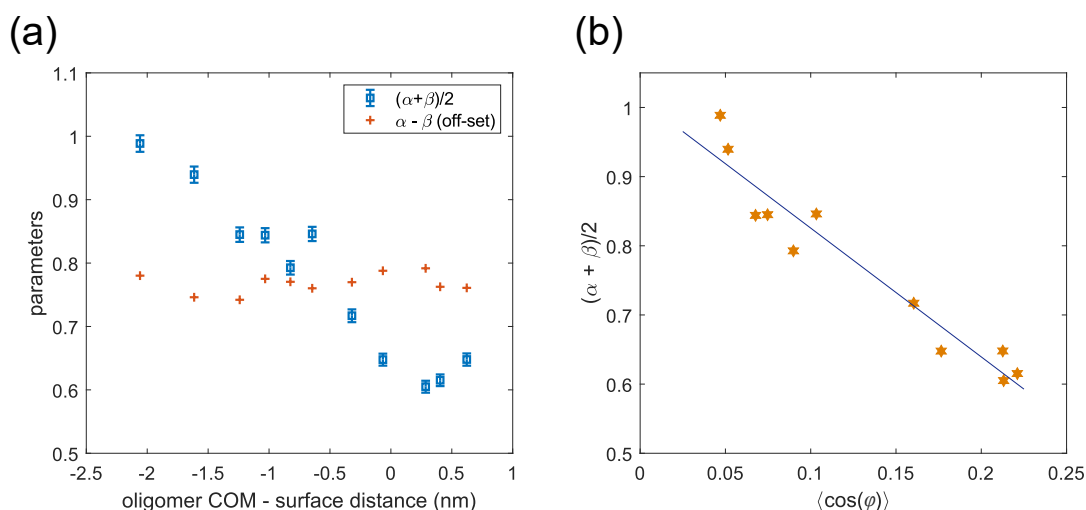 (a)
1.1
1
0.9
0.8
0.7
0.6
0.5
parameters
(α+β)/2
α - β (off-set)
-2.5 -2 -1.5 -1 -0.5 0 0.5 1
oligomer COM - surface distance (nm)
(b)
1
0.9
0.8
0.7
0.6
0.5
(α + β)/2
0 0.05 0.1 0.15 0.2 0.25
⟨cos(φ)⟩